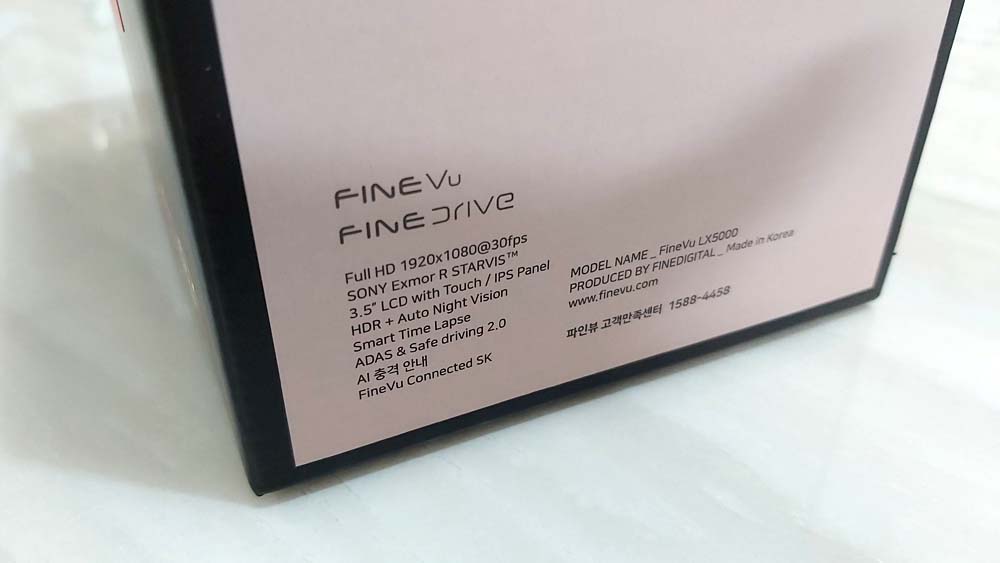 FINEVu
FINEDrive
Full HD 1920x1080@30fps
SONY Exmor R STARVIS™
3.5” LCD with Touch / IPS Panel
HDR + Auto Night Vision
Smart Time Lapse
ADAS & Safe driving 2.0
AI 충격 안내
FineVu Connected SK
MODEL NAME _ FineVu LX5000
PRODUCED BY FINEDIGITAL _ Made in Korea
www.finevu.com
파인뷰 고객만족센터 1588-4458